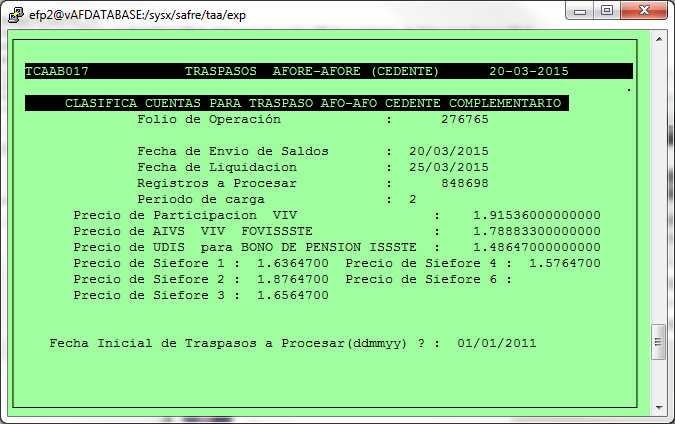 efp2@vAFDATABASE:/sysx/safre/taa/exp
TCAAB017 TRASPASOS AFORE-AFORE (CEDENTE) 20-03-2015
.
CLASIFICA CUENTAS PARA TRASPASO AFO-AFO CEDENTE COMPLEMENTARIO
Folio de Operación : 276765
Fecha de Envio de Saldos : 20/03/2015
Fecha de Liquidacion : 25/03/2015
Registros a Procesar : 848698
Periodo de carga : 2
Precio de Participacion VIV : 1.91536000000000
Precio de AIVS VIV FOVISSSTE : 1.78883300000000
Precio de UDIS para BONO DE PENSION ISSSTE : 1.48647000000000
Precio de Siefore 1 : 1.6364700 Precio de Siefore 4 : 1.5764700
Precio de Siefore 2 : 1.8764700 Precio de Siefore 6 :
Precio de Siefore 3 : 1.6564700
Fecha Inicial de Traspasos a Procesar(ddmmyy) ? : 01/01/2011